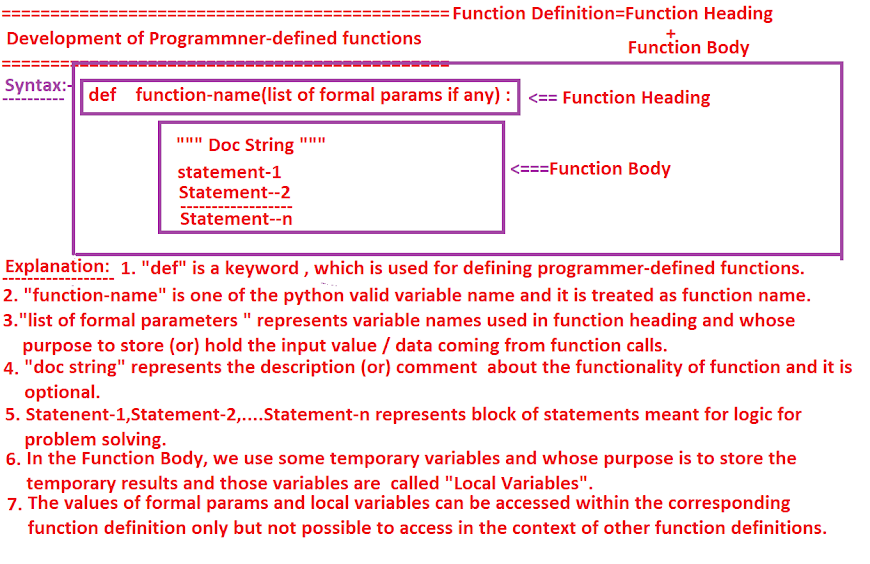 =============================================== Function Definition=Function Heading
+
Development of Programmner-defined functions
Function Body
===============================================
Syntax:-
def function-name(list of formal params if any) : <== Function Heading
""" Doc String """
statement-1
<===Function Body
Statement--2
-------------------
Statement--n
Explanation: 1. "def" is a keyword , which is used for defining programmer-defined functions.
2. "function-name" is one of the python valid variable name and it is treated as function name.
3."list of formal parameters " represents variable names used in function heading and whose
purpose to store (or) hold the input value / data coming from function calls.
4. "doc string" represents the description (or) comment about the functionality of function and it is
optional.
5. Statenent-1,Statement-2,....Statement-n represents block of statements meant for logic for
problem solving.
6. In the Function Body, we use some temporary variables and whose purpose is to store the
temporary results and those variables are called "Local Variables".
7. The values of formal params and local variables can be accessed within the corresponding
function definition only but not possible to access in the context of other function definitions.